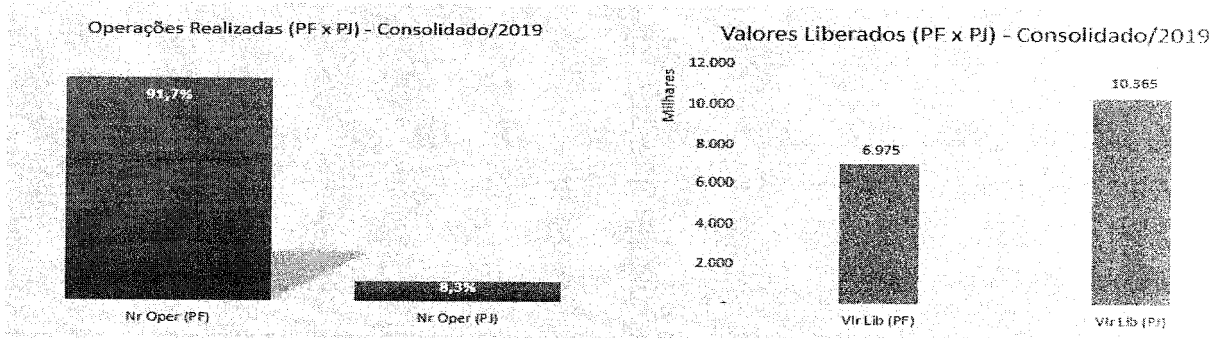 Operações Realizadas (PF x PJ) - Consolidado/2019
91,7%
8,3%
Nr Oper (PF)
Nr Oper (PJ)
Valores Liberados (PF x PJ) - Consolidado/2019
Milhares
12.000
10.000
8.000
6.000
4.000
2.000
-
6.975
10.365
Vlr Lib (PF)
Vlr Lib (PJ)